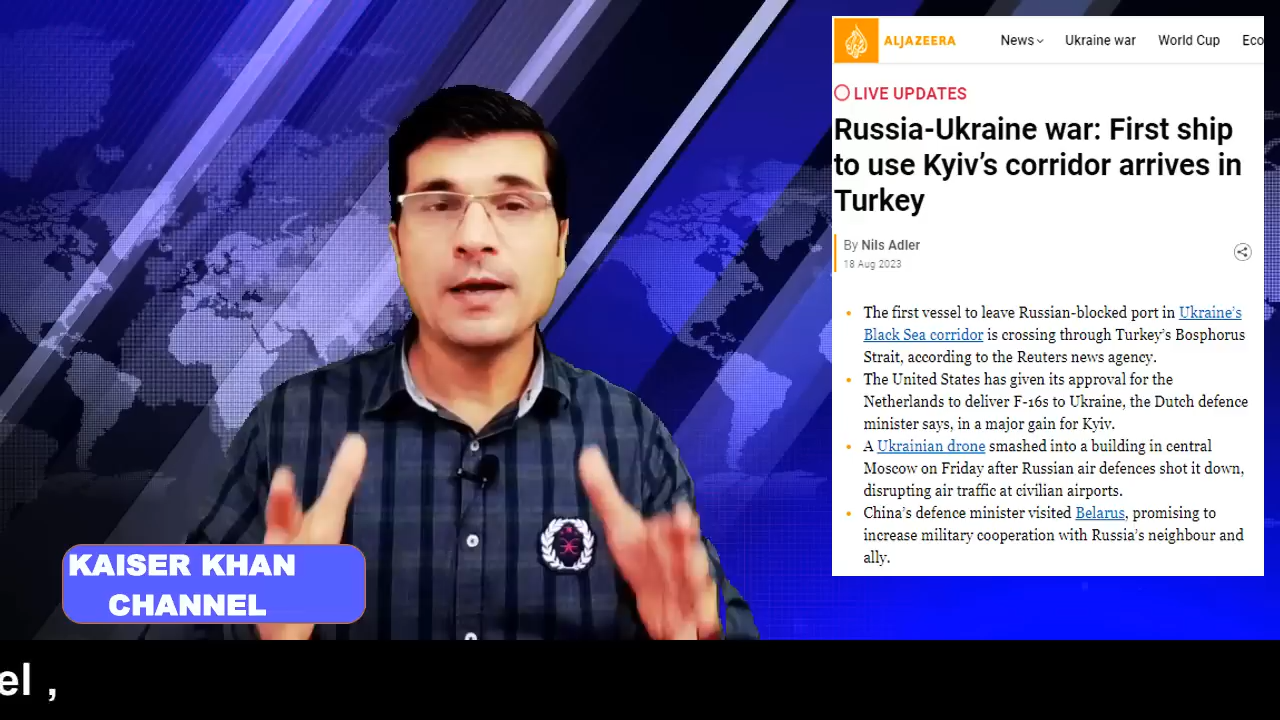 ALJAZEERA
News
Ukraine war
World Cup
Eco
LIVE UPDATES
Russia-Ukraine war: First ship
to use Kyiv’s corridor arrives in
Turkey
By Nils Adler
18 Aug 2023
• The first vessel to leave Russian-blocked port in Ukraine’s
Black Sea corridor is crossing through Turkey’s Bosphorus
Strait, according to the Reuters news agency.
• The United States has given its approval for the
Netherlands to deliver F-16s to Ukraine, the Dutch defence
minister says, in a major gain for Kyiv.
• A Ukrainian drone smashed into a building in central
Moscow on Friday after Russian air defences shot it down,
disrupting air traffic at civilian airports.
• China’s defence minister visited Belarus, promising to
increase military cooperation with Russia’s neighbour and
ally.
KAISER KHAN
CHANNEL
el ,